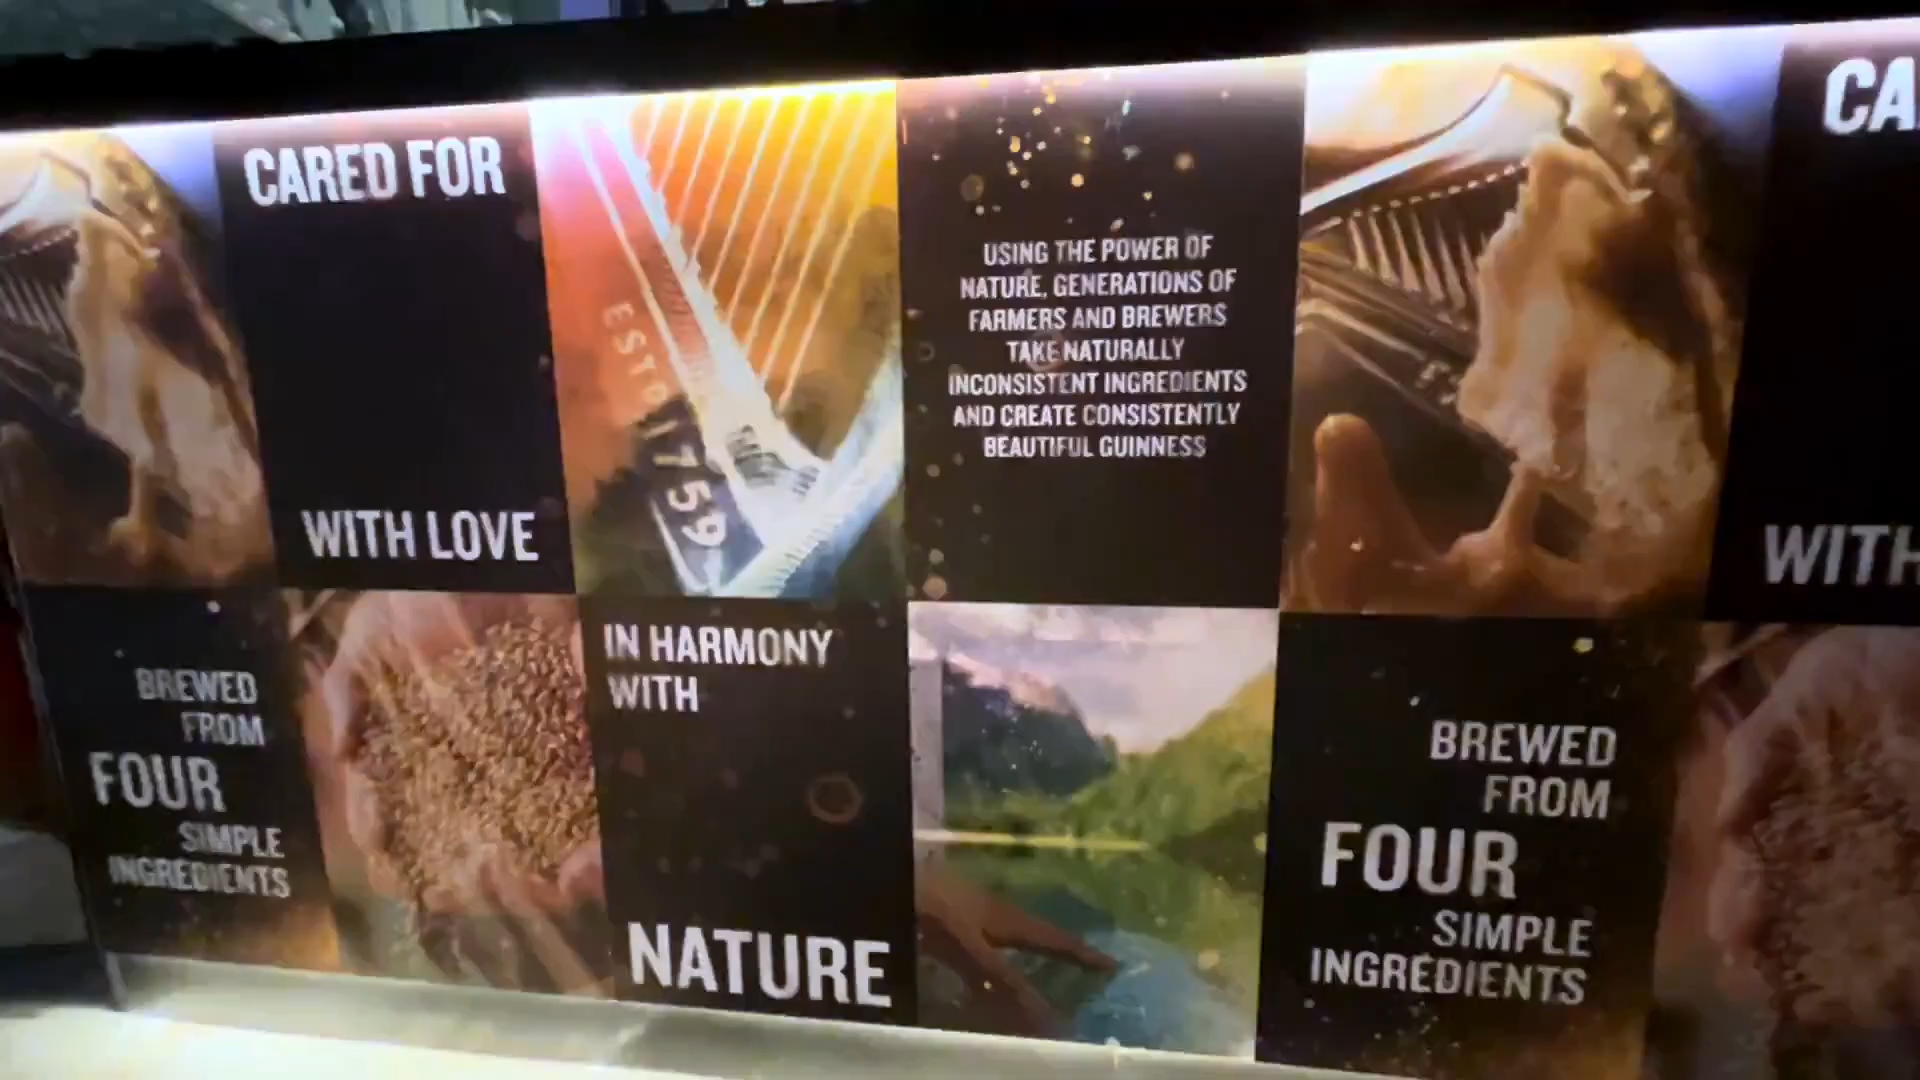 CARED FOR
WITH LOVE
ESTD
1759
USING THE POWER OF
NATURE, GENERATIONS OF
FARMERS AND BREWERS
TAKE NATURALLY
INCONSISTENT INGREDIENTS
AND CREATE CONSISTENTLY
BEAUTIFUL GUINNESS
CA
WITH
BREWED
FROM
FOUR
SIMPLE
INGREDIENTS
IN HARMONY
WITH
NATURE
BREWED
FROM
FOUR
SIMPLE
INGREDIENTS